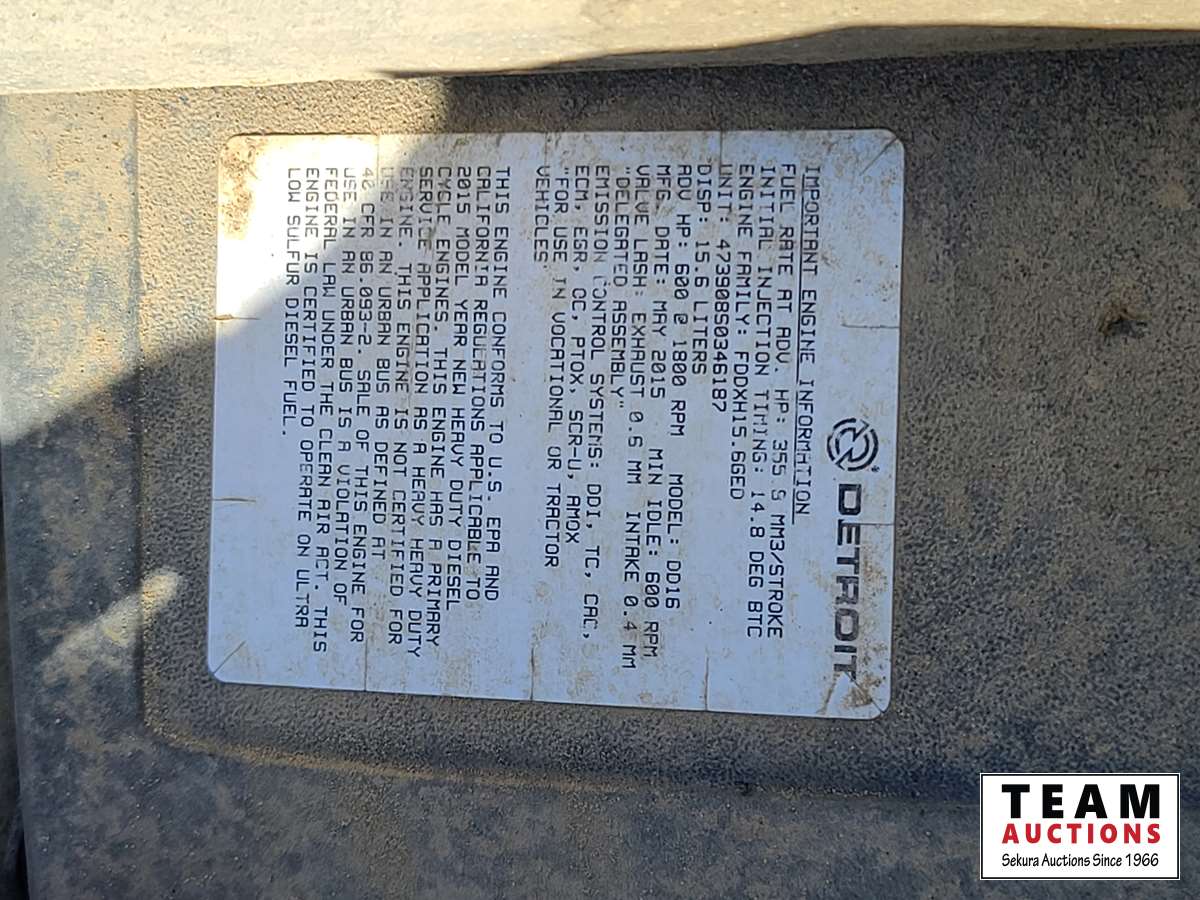 DETROIT
IMPORTANT ENGINE INFORMATION
FUEL RATE AT ADV. HP: 355.5 MM3/STROKE
INITIAL INJECTION TIMING: 14.8 DEG BTC
ENGINE FAMILY: FDDXH15.6GED
UNIT: 473908S0346187
DISP: 15.6 LITERS
ADV HP: 600 @ 1800 RPM MODEL: DD16
MFG. DATE: MAY 2015 MIN IDLE: 600 RPM
VALVE LASH: EXHAUST 0.6 MM INTAKE 0.4 MM
"DELEGATED ASSEMBLY"
EMISSION CONTROL SYSTEMS: DDI, TC, CAC,
ECM, EGR, OC, PTOX, SCR-U, AMOX
"FOR USE IN VOCATIONAL OR TRACTOR
VEHICLES"
THIS ENGINE CONFORMS TO U.S. EPA AND
CALIFORNIA REGULATIONS APPLICABLE TO
2015 MODEL YEAR NEW HEAVY DUTY DIESEL
CYCLE ENGINES. THIS ENGINE HAS A PRIMARY
SERVICE APPLICATION AS A HEAVY HEAVY DUTY
ENGINE. THIS ENGINE IS NOT CERTIFIED FOR
USE IN AN URBAN BUS AS DEFINED AT
40 CFR 86.093-2. SALE OF THIS ENGINE FOR
USE IN AN URBAN BUS IS A VIOLATION OF
FEDERAL LAW UNDER THE CLEAN AIR ACT. THIS
ENGINE IS CERTIFIED TO OPERATE ON ULTRA
LOW SULFUR DIESEL FUEL.
TEAM
AUCTIONS
Sekura Auctions Since 1966